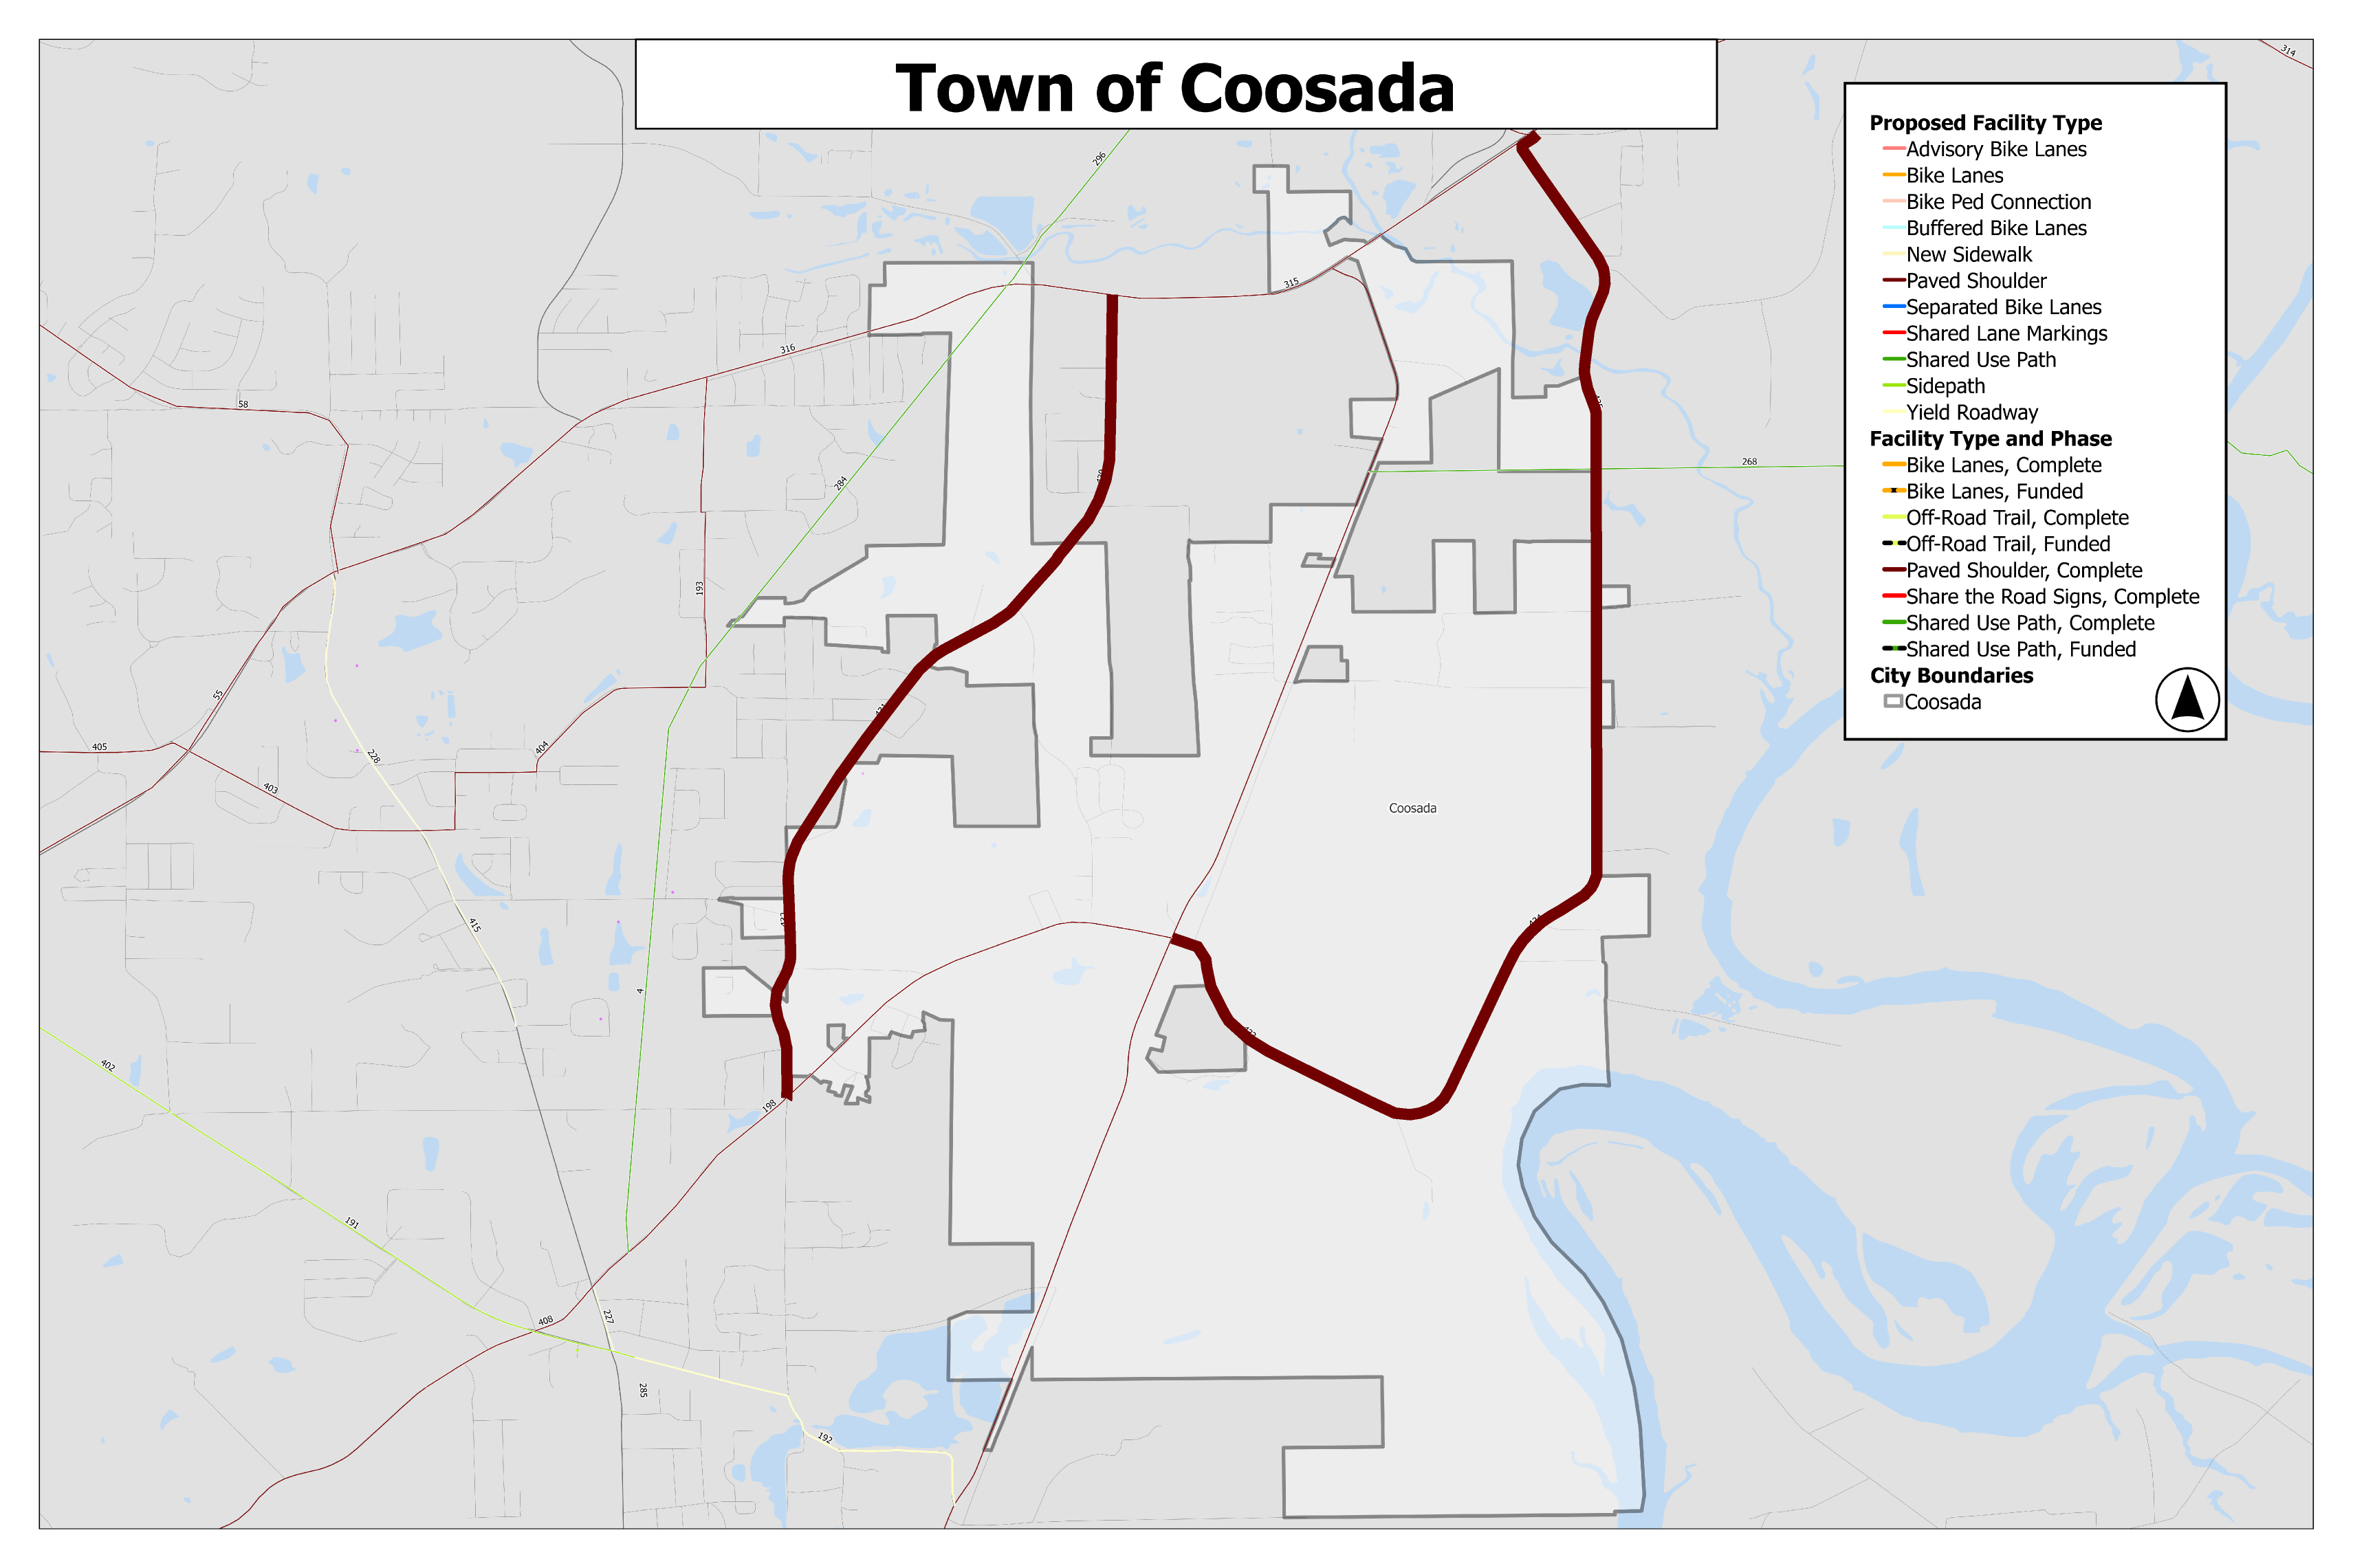 Town of Coosada
314
Proposed Facility Type
Advisory Bike Lanes
Bike Lanes
Bike Ped Connection
Buffered Bike Lanes
New Sidewalk
Paved Shoulder
Separated Bike Lanes
Shared Lane Markings
Shared Use Path
Sidepath
Yield Roadway
Facility Type and Phase
Bike Lanes, Complete
Bike Lanes, Funded
Off-Road Trail, Complete
Off-Road Trail, Funded
Paved Shoulder, Complete
Share the Road Signs, Complete
Shared Use Path, Complete
Shared Use Path, Funded
City Boundaries
Coosada
296
315
316
58
268
284
193
55
405
228
404
403
Coosada
415
4
402
198
191
408
227
285
192